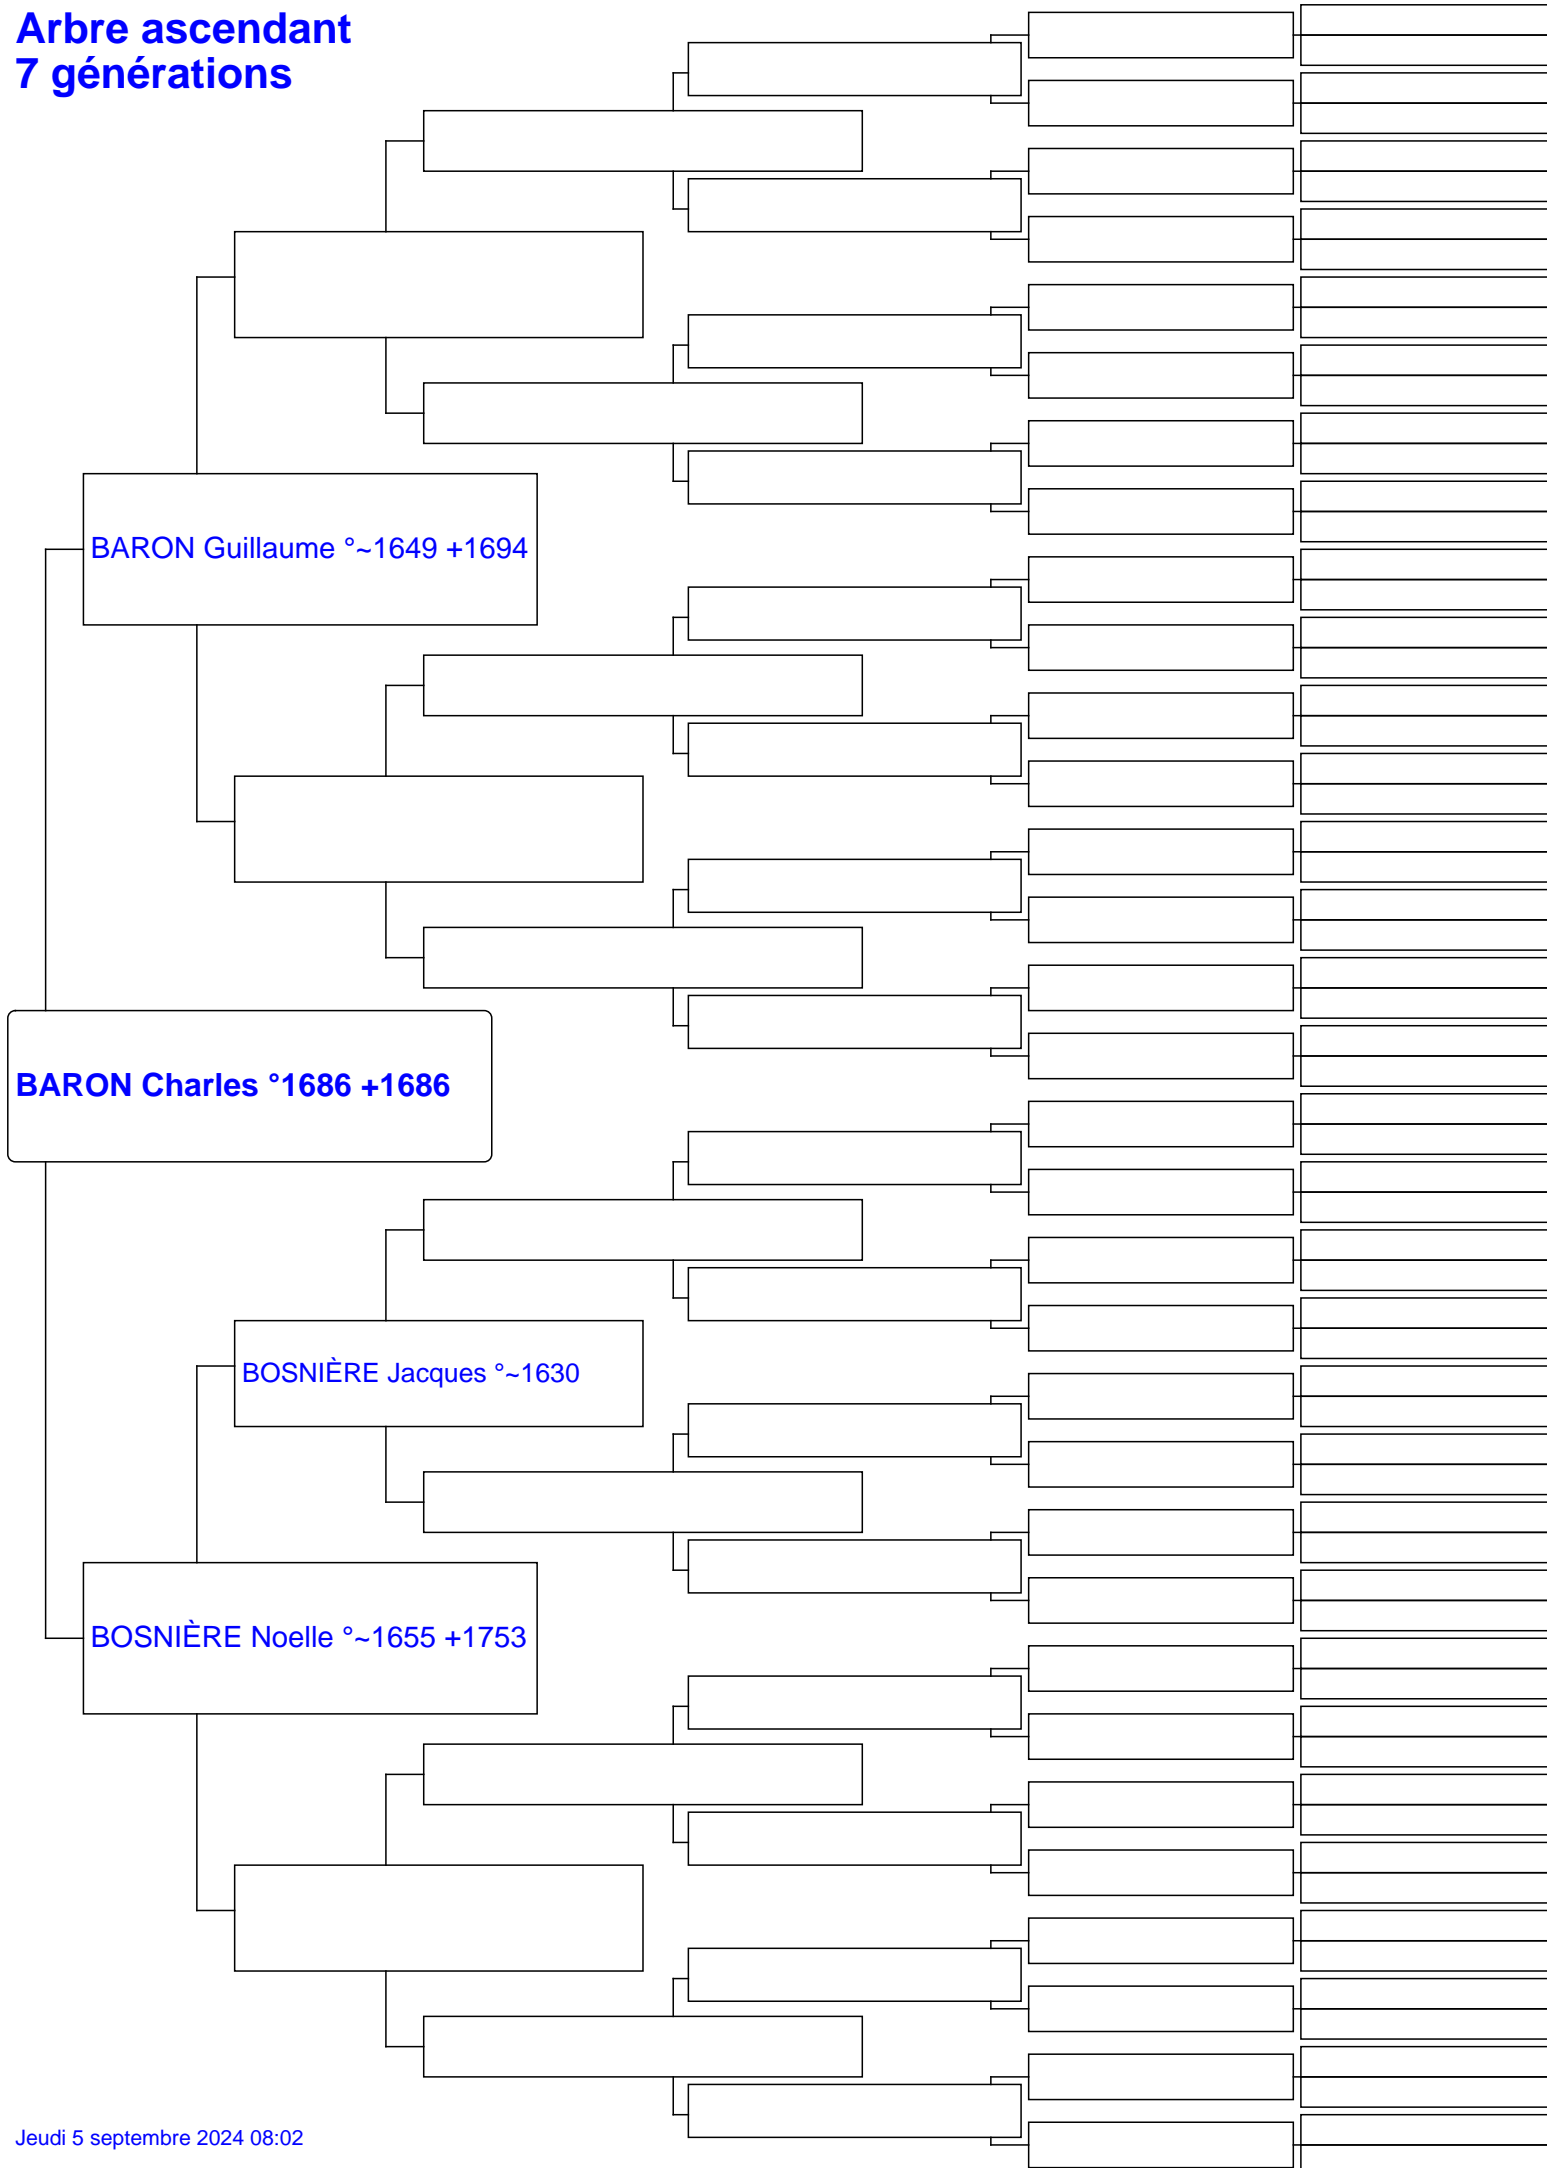 Arbre ascendant
7 générations
BARON Guillaume °~1649 +1694
BARON Charles °1686 +1686
BOSNIÈRE Jacques °~1630
BOSNIÈRE Noelle °~1655 +1753
Jeudi 5 septembre 2024 08:02